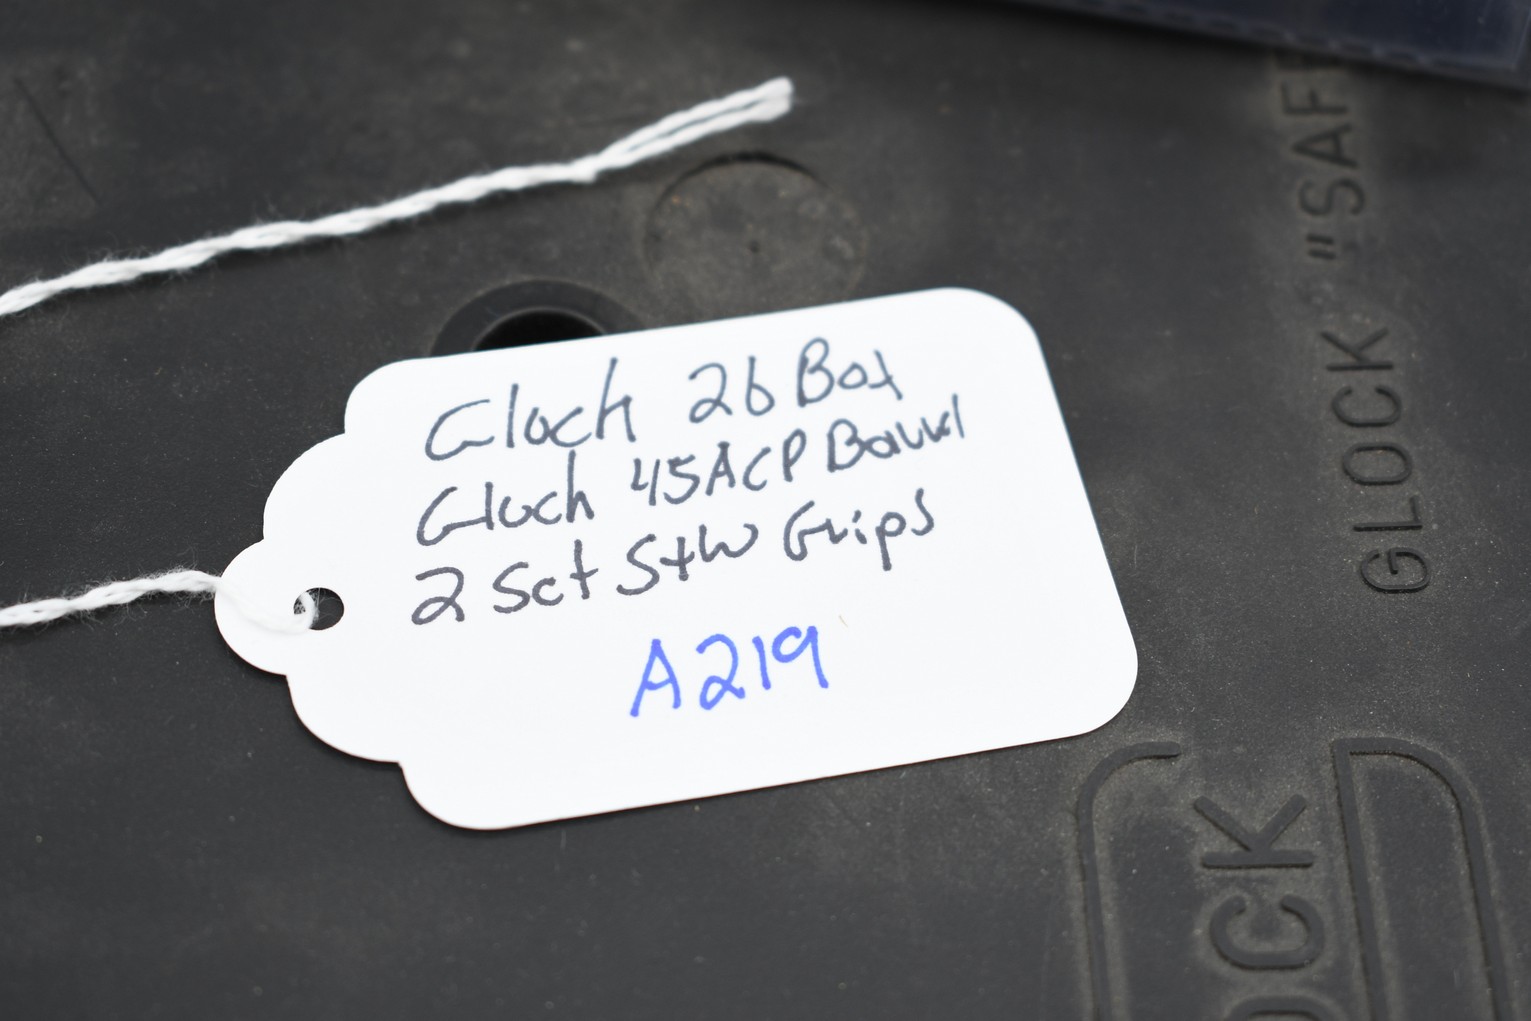 Glock 26 Box
Glock 45ACP Barrel
2 Set S+W Grips
A219
GLOCK "SAF
OCK